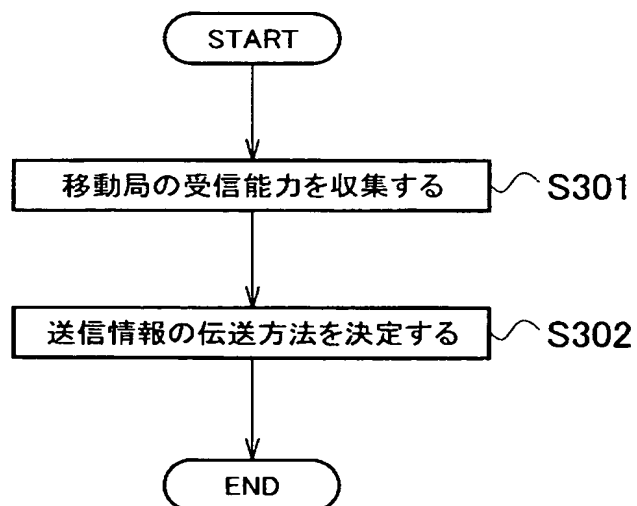 START
移動局の受信能力を収集する
S301
送信情報の伝送方法を決定する
S302
END